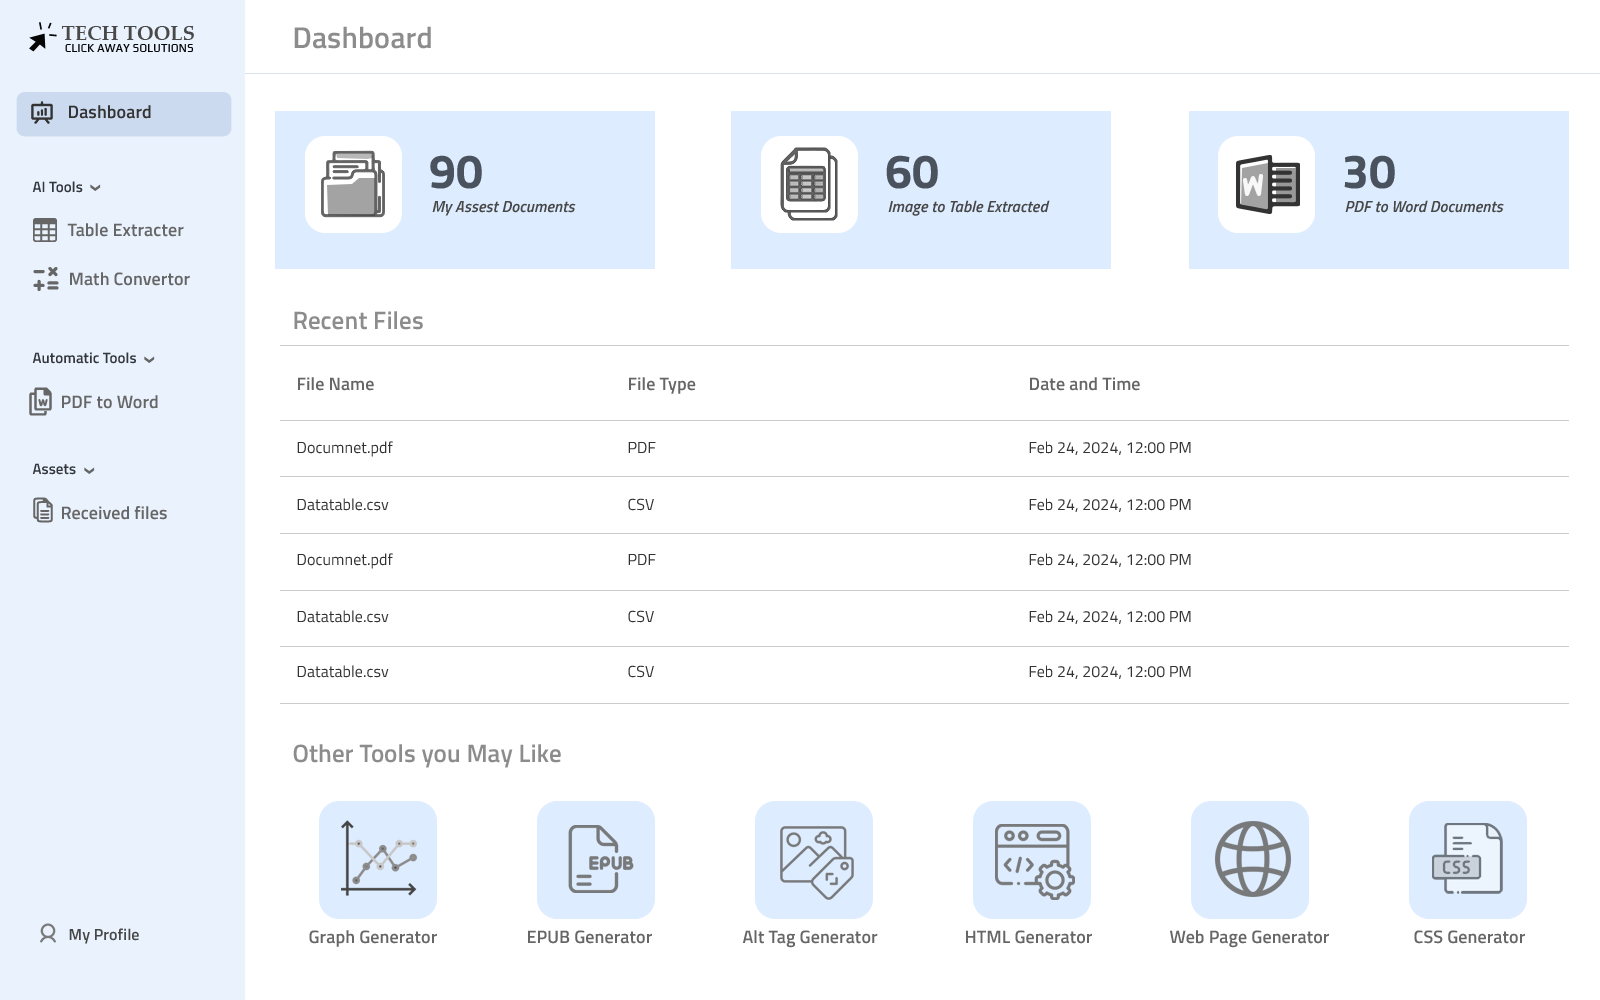 TECH TOOLS
CLICK AWAY SOLUTIONS
Dashboard
AI Tools
Table Extracter
Math Convertor
Automatic Tools
W
PDF to Word
Assets
Received files
My Profile
Dashboard
90
My Assest Documents
60
Image to Table Extracted
W
30
PDF to Word Documents
Recent Files
File Name File Type Date and Time
Documnet.pdf PDF Feb 24, 2024, 12:00 PM
Datatable.csv CSV Feb 24, 2024, 12:00 PM
Documnet.pdf PDF Feb 24, 2024, 12:00 PM
Datatable.csv CSV Feb 24, 2024, 12:00 PM
Datatable.csv CSV Feb 24, 2024, 12:00 PM
Other Tools you May Like
EPUB
</>
CSS
Graph Generator EPUB Generator Alt Tag Generator HTML Generator Web Page Generator CSS Generator